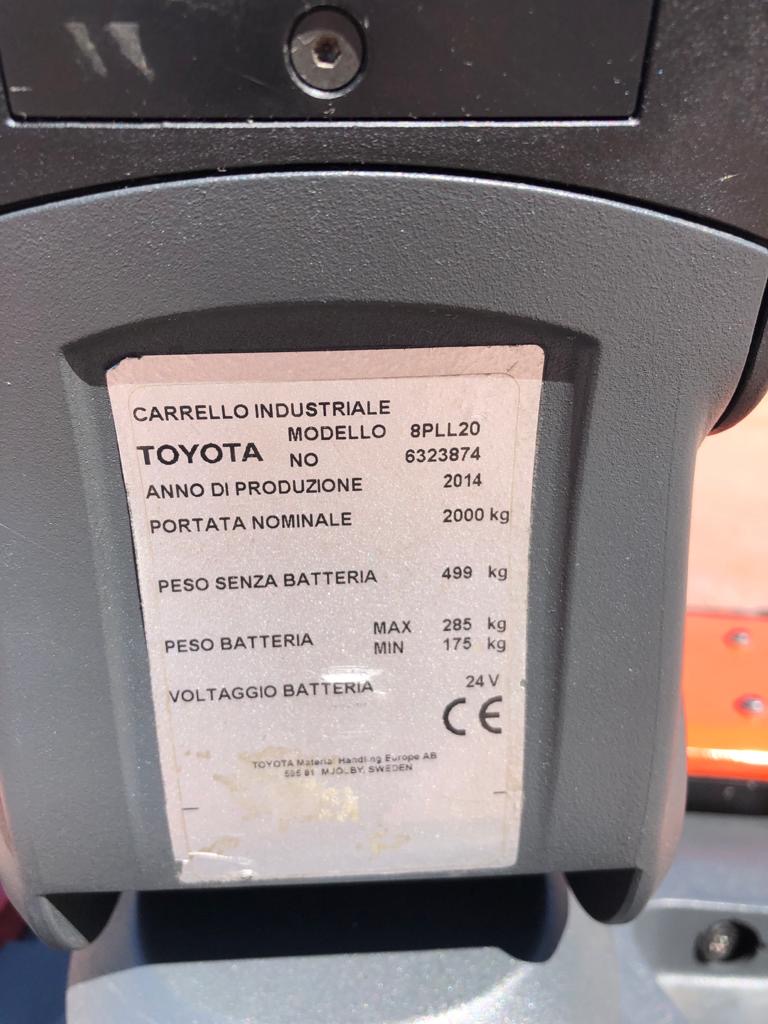 CARRELLO INDUSTRIALE
TOYOTA MODELLO 8PLL20
NO 6323874
ANNO DI PRODUZIONE 2014
PORTATA NOMINALE 2000 kg
PESO SENZA BATTERIA 499 kg
PESO BATTERIA MAX 285 kg
MIN 175 kg
VOLTAGGIO BATTERIA 24 V
CE
TOYOTA Material Handling Europe AB
595 81 MJÖLBY, SWEDEN